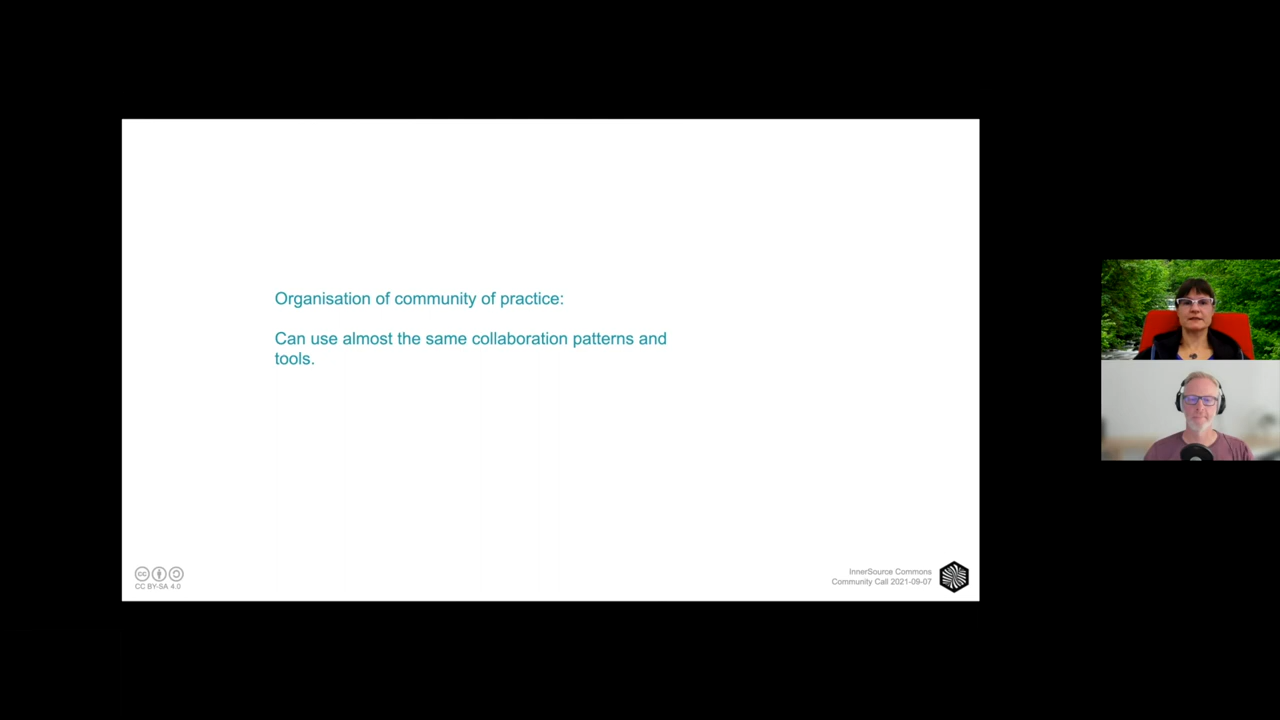 Organisation of community of practice:
Can use almost the same collaboration patterns and
tools.
CC BY-SA 4.0
InnerSource Commons
Community Call 2021-09-07